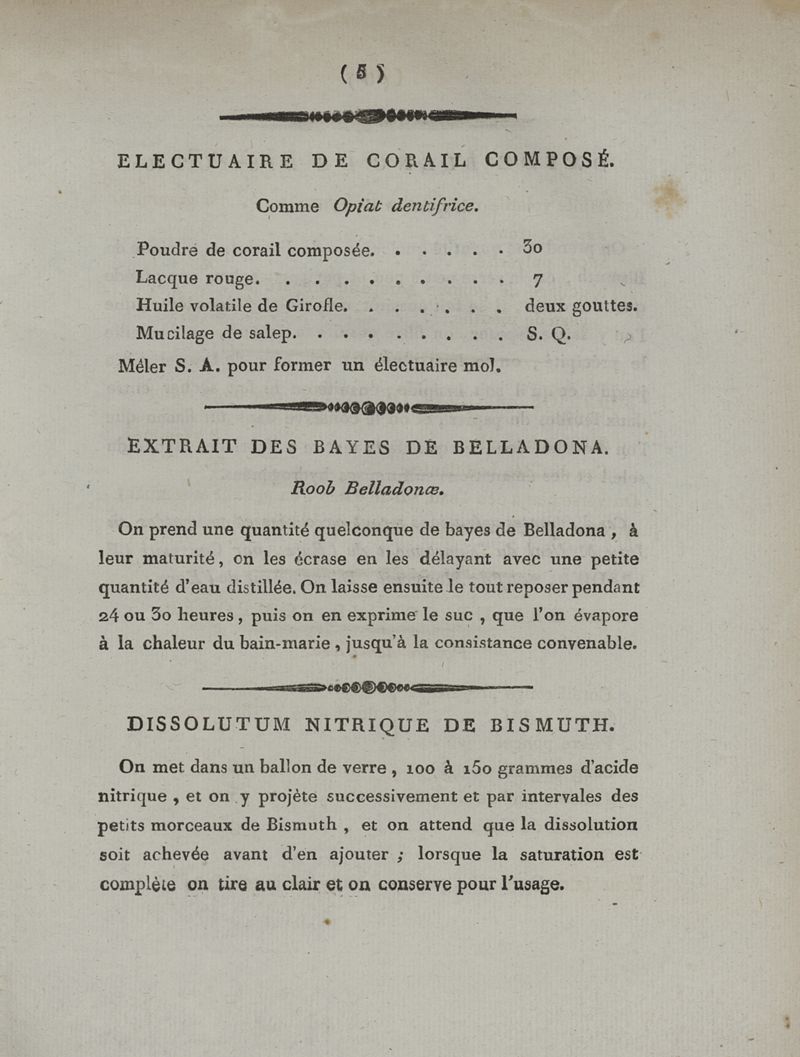 ( 5 )
ELECTUAIRE DE CORAIL COMPOSÉ.
Comme Opiat dentifrice.
Poudre de corail composée. . . . . . 30
Lacque rouge. . . . . . . . . . 7
Huile volatile de Girofle. . . . . . . deux gouttes.
Mucilage de salep. . . . . . . . . S. Q.
Méler S. A. pour former un électuaire mol.
EXTRAIT DES BAYES DE BELLADONA.
Roob Belladonæ.
On prend une quantité quelconque de bayes de Belladona , à
leur maturité, on les écrase en les délayant avec une petite
quantité d'eau distillée. On laisse ensuite le tout reposer pendant
24 ou 30 heures, puis on en exprime le suc , que l'on évapore
à la chaleur du bain-marie , jusqu'à la consistance convenable.
DISSOLUTUM NITRIQUE DE BISMUTH.
On met dans un ballon de verre , 100 à 150 grammes d'acide
nitrique , et on y projète successivement et par intervales des
petits morceaux de Bismuth , et on attend que la dissolution
soit achevée avant d'en ajouter ; lorsque la saturation est
complète on tire au clair et on conserve pour l'usage.